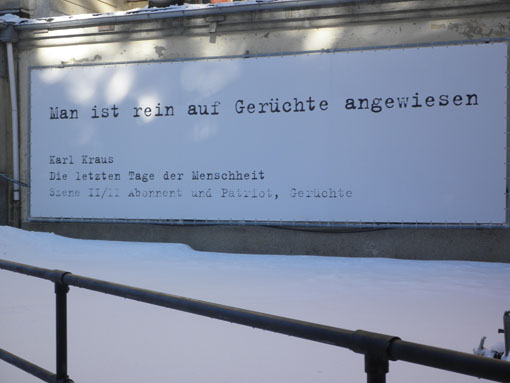 Man ist rein auf Gerüchte angewiesen
Karl Kraus
Die letzten Tage der Menschheit
Szene II/11 Abonnent und Patriot, Gerüchte